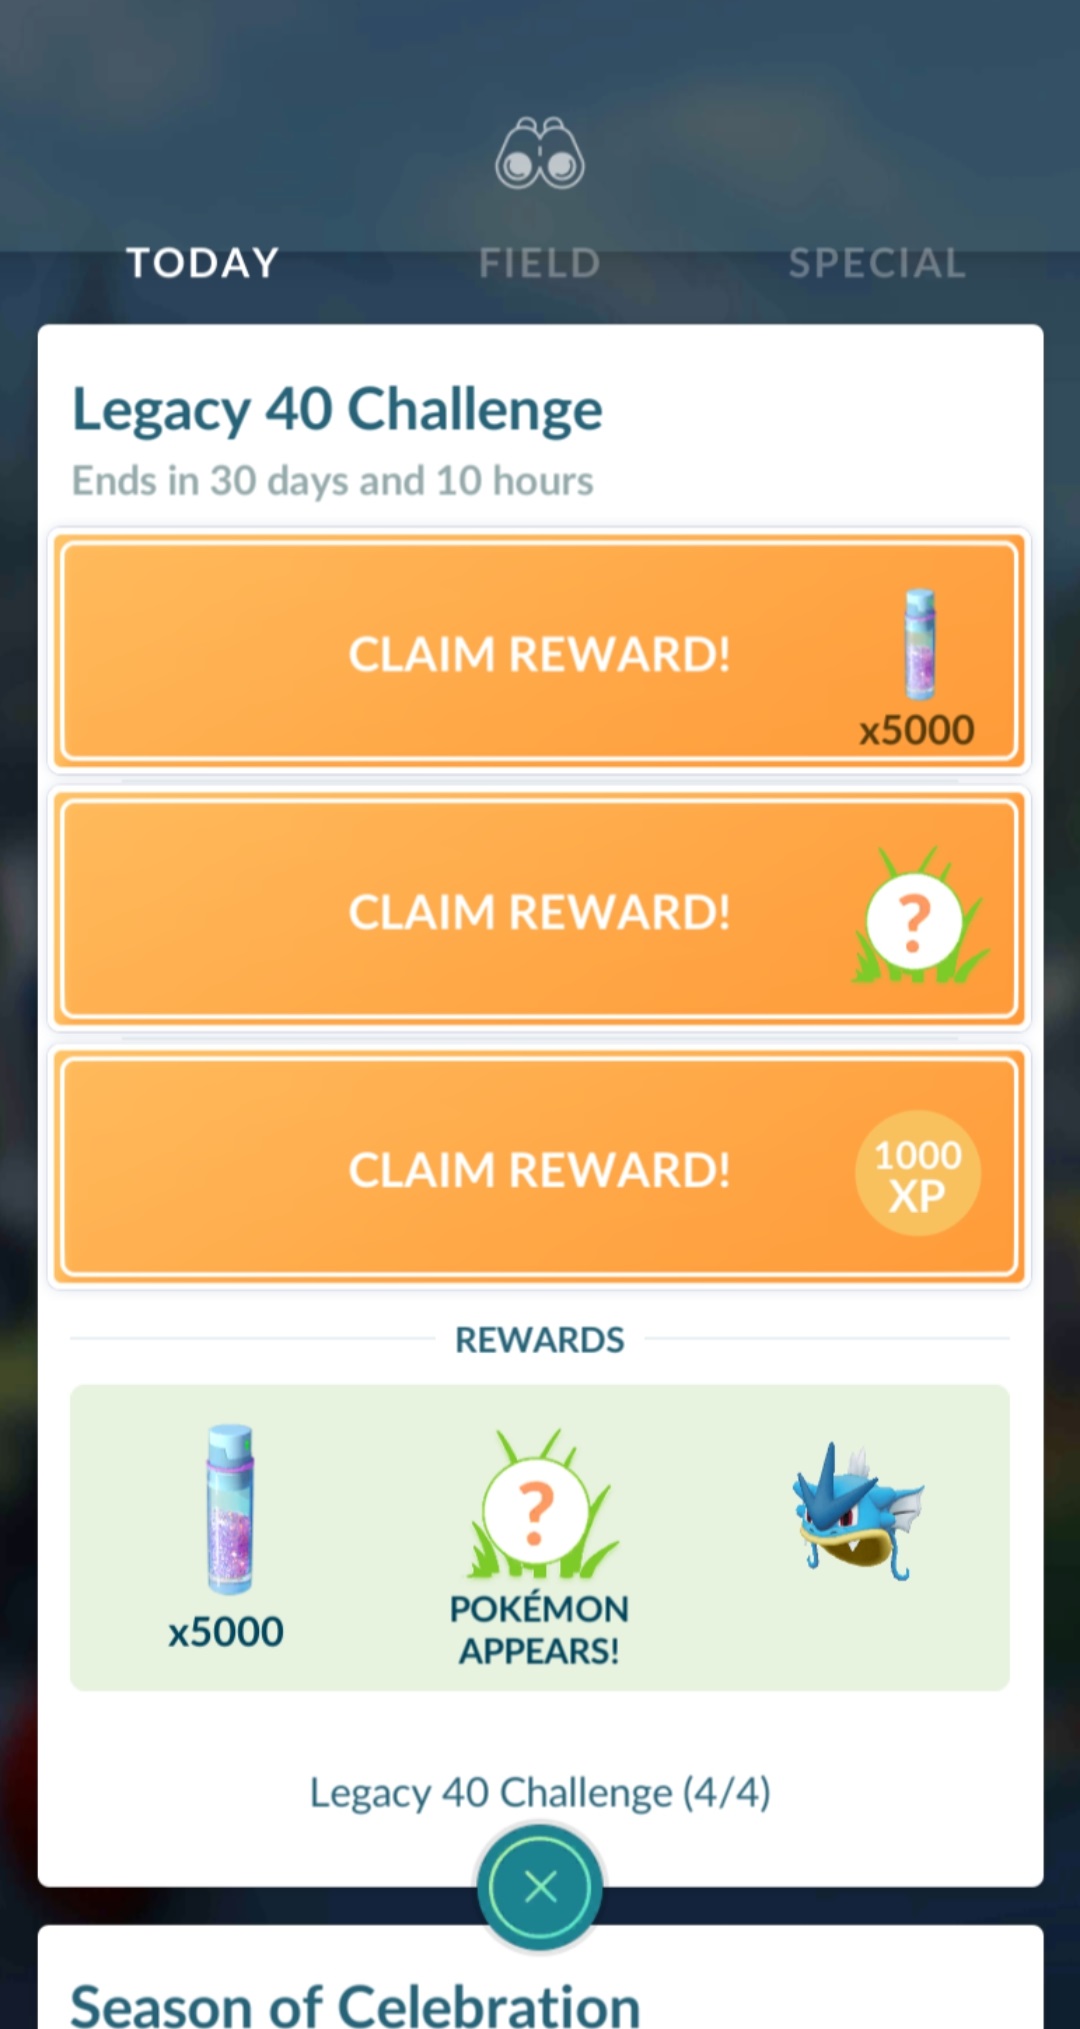 TODAY FIELD SPECIAL
Legacy 40 Challenge
Ends in 30 days and 10 hours
CLAIM REWARD!
x5000
CLAIM REWARD!
?
CLAIM REWARD!
1000
XP
REWARDS
?
x5000
POKÉMON
APPEARS!
Legacy 40 Challenge (4/4)
Season of Celebration